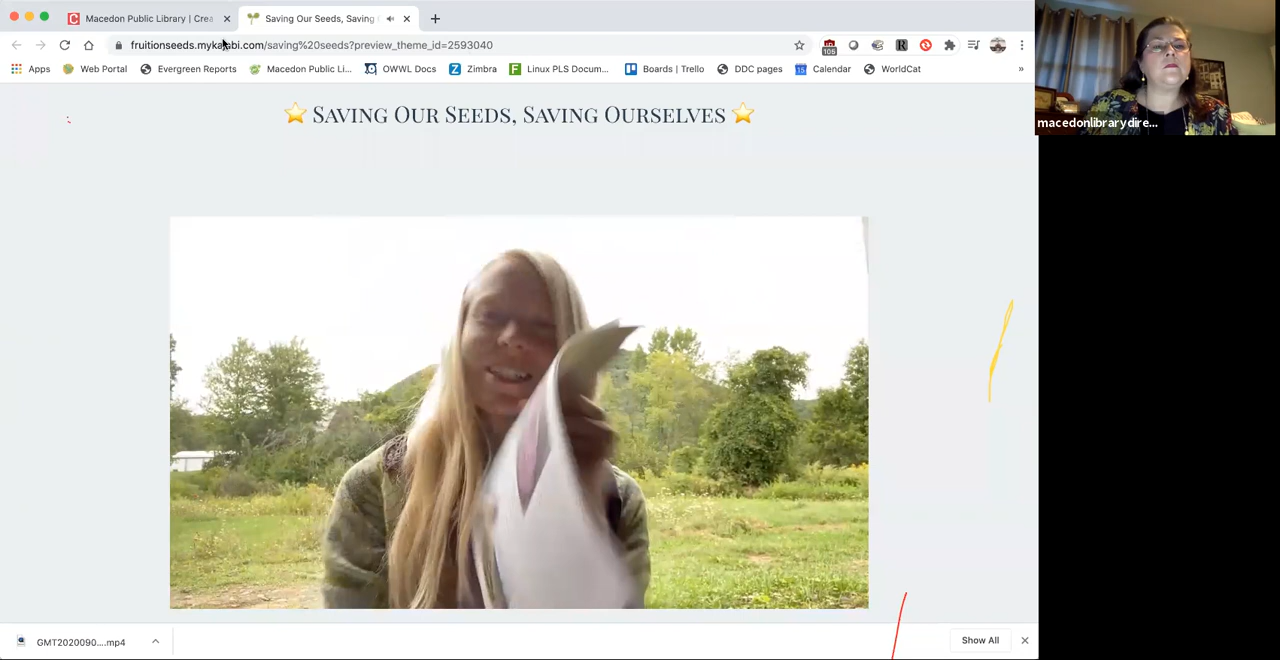 Macedon Public Library | Crea
Saving Our Seeds, Saving
fruitionseeds.mykajabi.com/saving%20seeds?preview_theme_id=2593040
105
Apps
Web Portal
Evergreen Reports
Macedon Public Li...
OWWL Docs
Zimbra
Linux PLS Docum...
Boards | Trello
DDC pages
Calendar
WorldCat
»
⭐ SAVING OUR SEEDS, SAVING OURSELVES ⭐
macedonlibrarydire...
GMT2020090....mp4
Show All